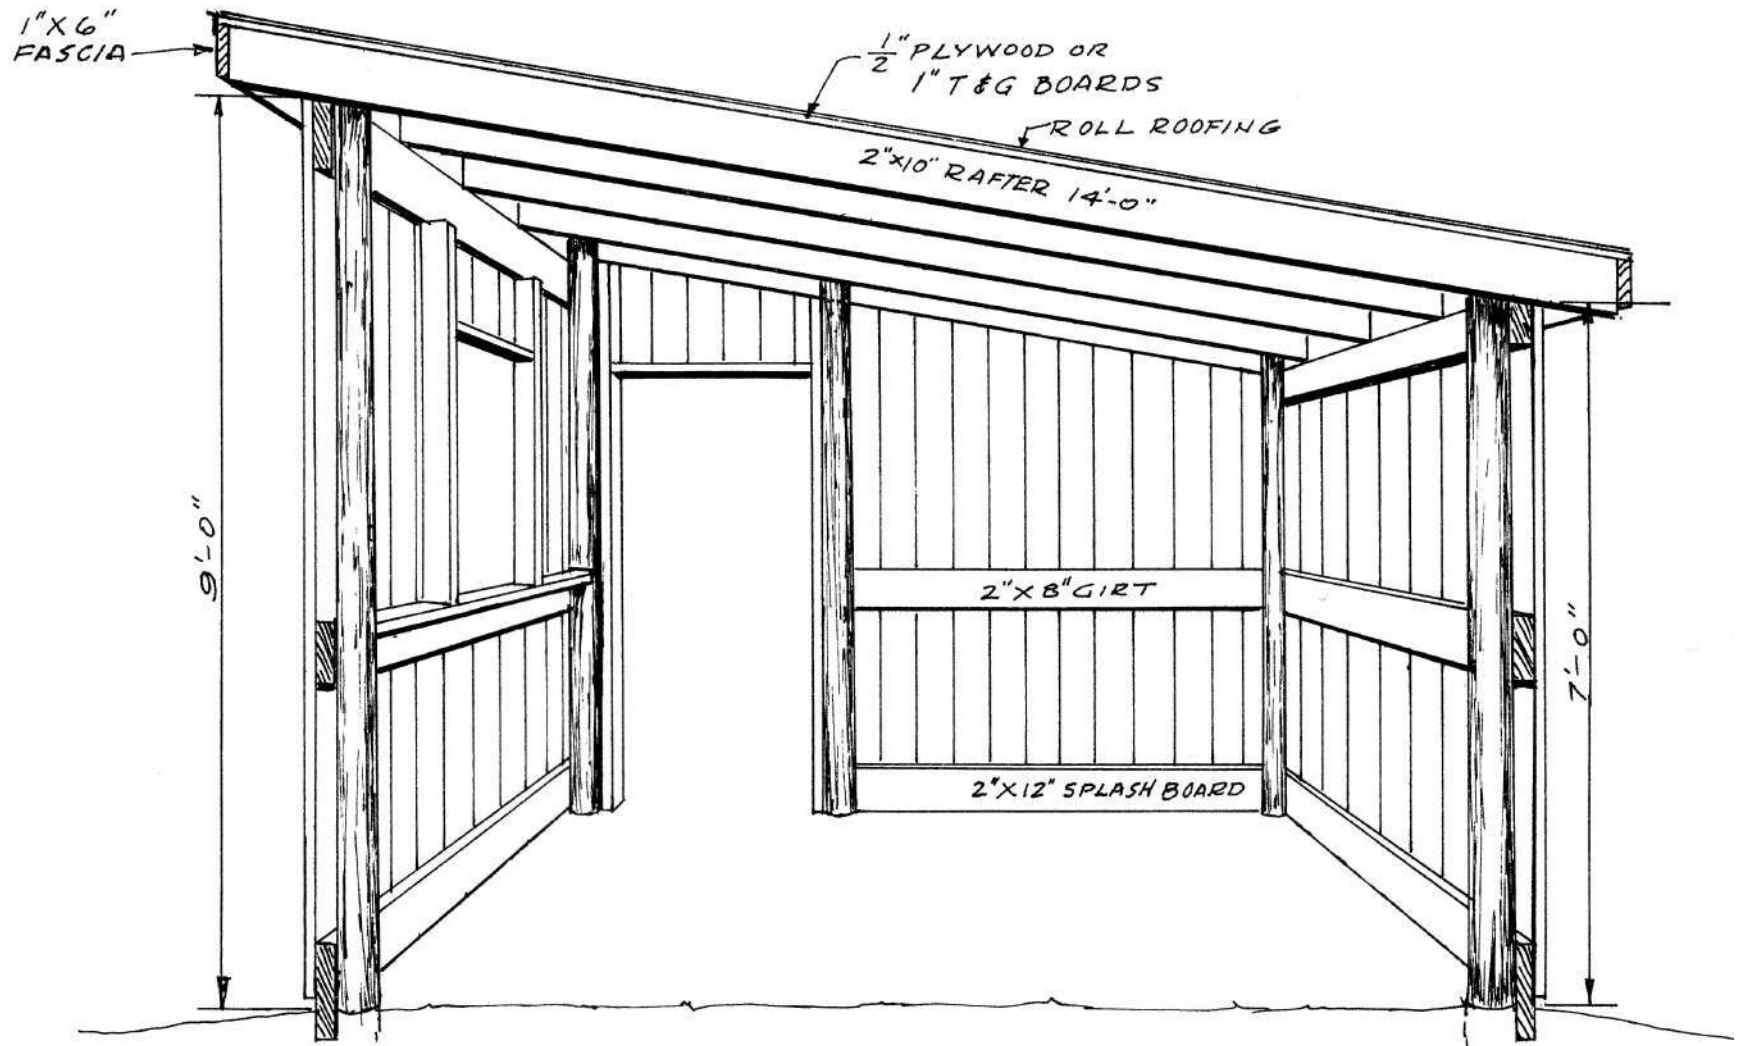 1"X6"
FASCIA
1/2" PLYWOOD OR
1" T&G BOARDS
ROLL ROOFING
2"X10" RAFTER 14'-0"
9'-0"
2"X8" GIRT
7'-0"
2"X12" SPLASH BOARD